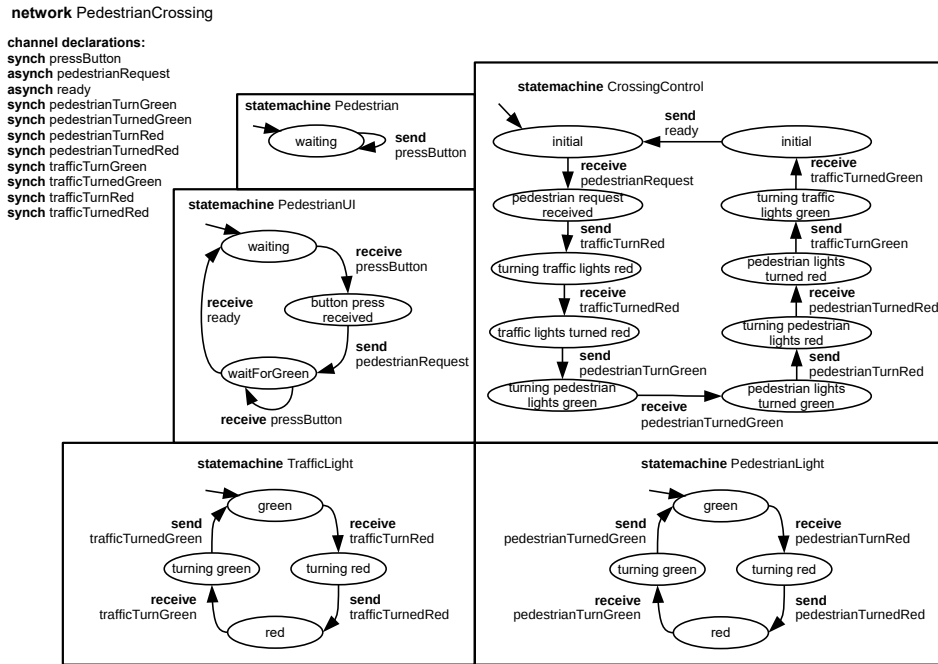 network PedestrianCrossing
channel declarations:
synch pressButton
asynch pedestrianRequest
asynch ready
synch pedestrianTurnGreen
synch pedestrianTurnedGreen
synch pedestrianTurnRed
synch pedestrianTurnedRed
synch trafficTurnGreen
synch trafficTurnedGreen
synch trafficTurnRed
synch trafficTurnedRed
statemachine Pedestrian
waiting
send
pressButton
statemachine PedestrianUI
waiting
receive
pressButton
button press
received
send
pedestrianRequest
waitForGreen
receive
ready
receive pressButton
statemachine CrossingControl
initial
receive
pedestrianRequest
pedestrian request
received
send
trafficTurnRed
turning traffic lights red
receive
trafficTurnedRed
traffic lights turned red
send
pedestrianTurnGreen
turning pedestrian
lights green
receive
pedestrianTurnedGreen
pedestrian lights
turned green
send
pedestrianTurnRed
turning pedestrian
lights red
receive
pedestrianTurnedRed
pedestrian lights
turned red
send
trafficTurnGreen
turning traffic
lights green
receive
trafficTurnedGreen
initial
send
ready
statemachine TrafficLight
green
receive
trafficTurnRed
turning red
send
trafficTurnedRed
red
receive
trafficTurnGreen
turning green
send
trafficTurnedGreen
statemachine PedestrianLight
green
receive
pedestrianTurnRed
turning red
send
pedestrianTurnedRed
red
receive
pedestrianTurnGreen
turning green
send
pedestrianTurnedGreen